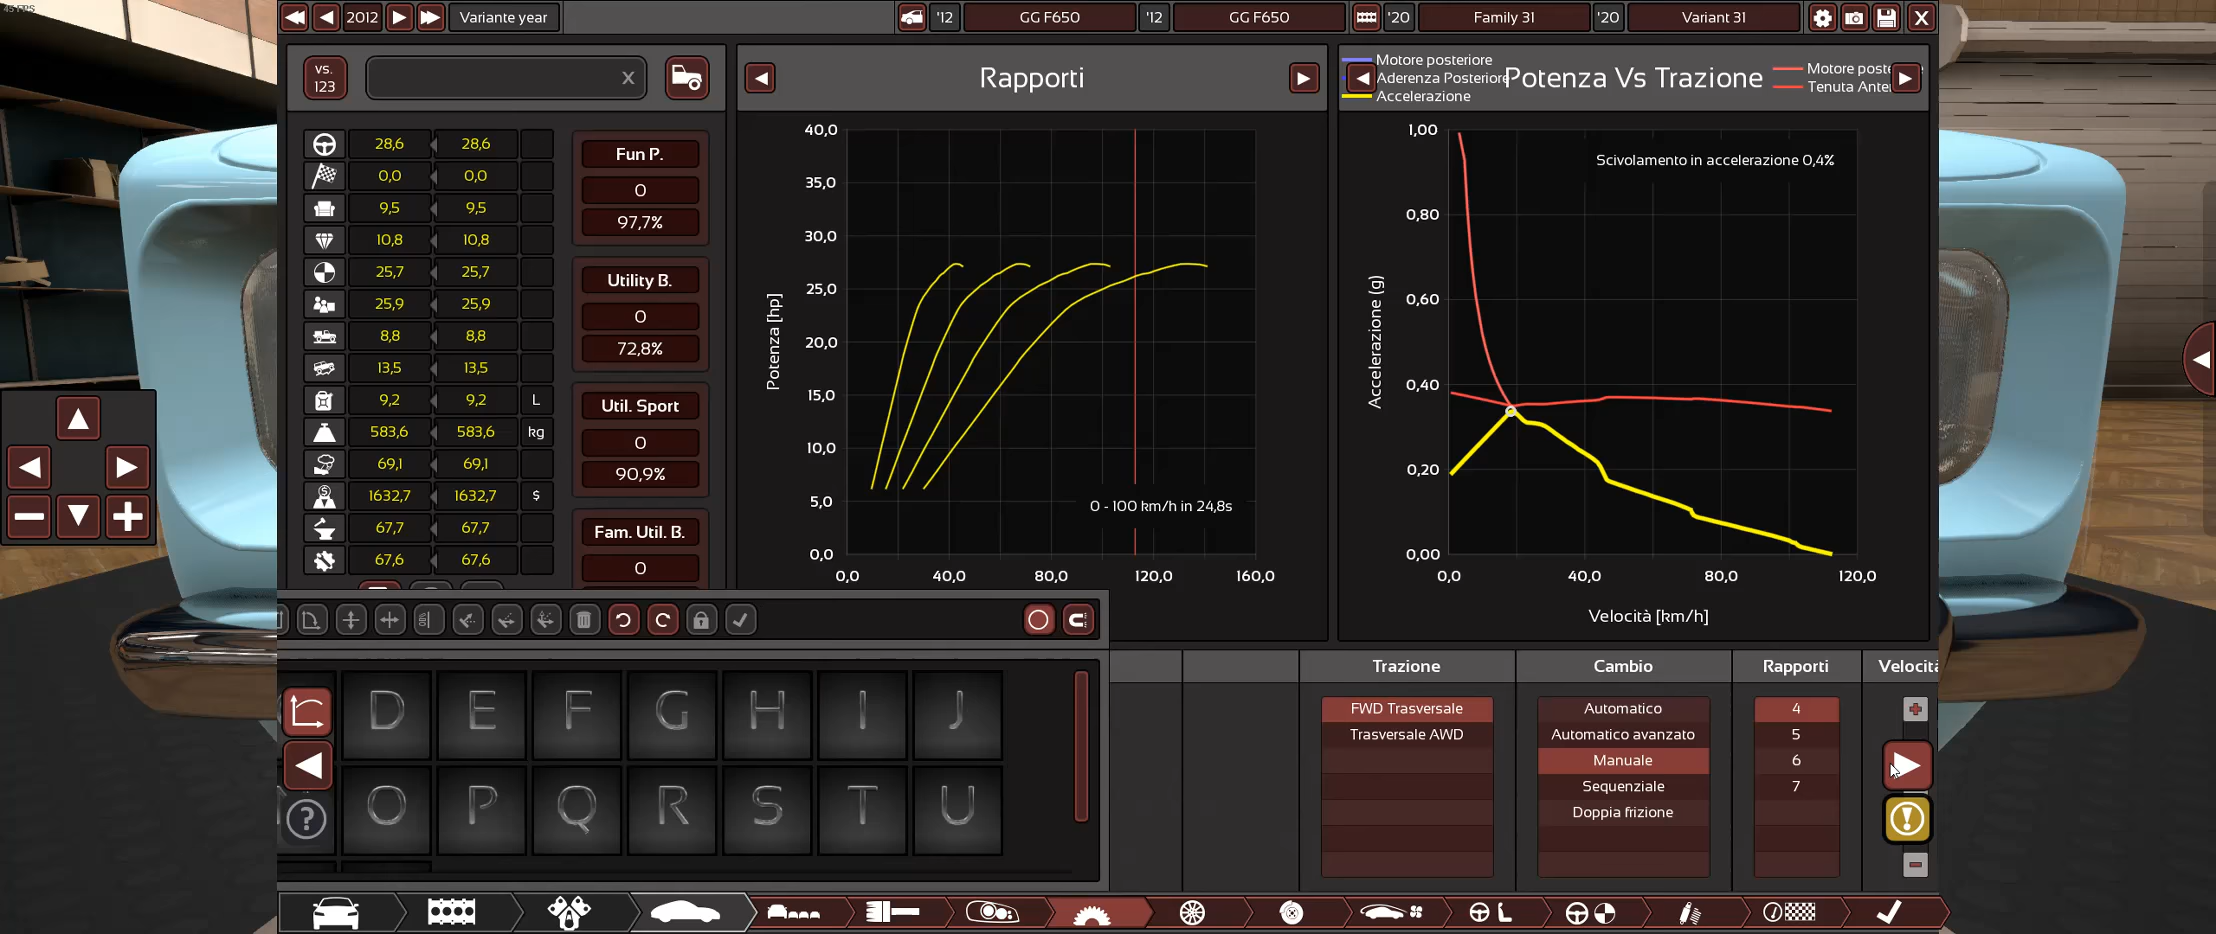 45 FPS
2012
Variante year
'12
GG F650
'12
GG F650
'20
Family 31
'20
Variant 31
X
vs.
123
X
Rapporti
Motore posteriore
Aderenza Posteriore
Accelerazione
Potenza Vs Trazione
Motore poste
Tenuta Anter
28,6 28,6
0,0 0,0
9,5 9,5
10,8 10,8
25,7 25,7
25,9 25,9
8,8 8,8
13,5 13,5
9,2 9,2 L
583,6 583,6 kg
69,1 69,1
1632,7 1632,7 $
67,7 67,7
67,6 67,6
Fun P.
0
97,7%
Utility B.
0
72,8%
Util. Sport
0
90,9%
Fam. Util. B.
0
Potenza [hp]
40,0
35,0
30,0
25,0
20,0
15,0
10,0
5,0
0,0
0 - 100 km/h in 24,8s
0,0 40,0 80,0 120,0 160,0
Accelerazione (g)
1,00
0,80
0,60
0,40
0,20
0,00
Scivolamento in accelerazione 0,4%
0,0 40,0 80,0 120,0
Velocità [km/h]
D E F G H I J
O P Q R S T U
?
Trazione
FWD Trasversale
Trasversale AWD
Cambio
Automatico
Automatico avanzato
Manuale
Sequenziale
Doppia frizione
Rapporti
4
5
6
7
Velocità